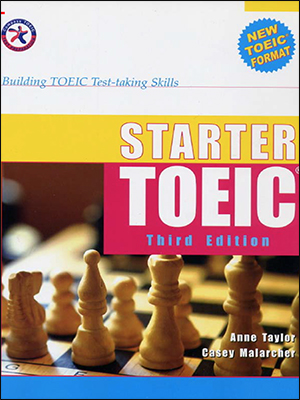 NEW
TOEIC®
FORMAT
Building TOEIC Test-taking Skills
STARTER
TOEIC®
Third Edition
Anne Taylor
Casey Malarcher